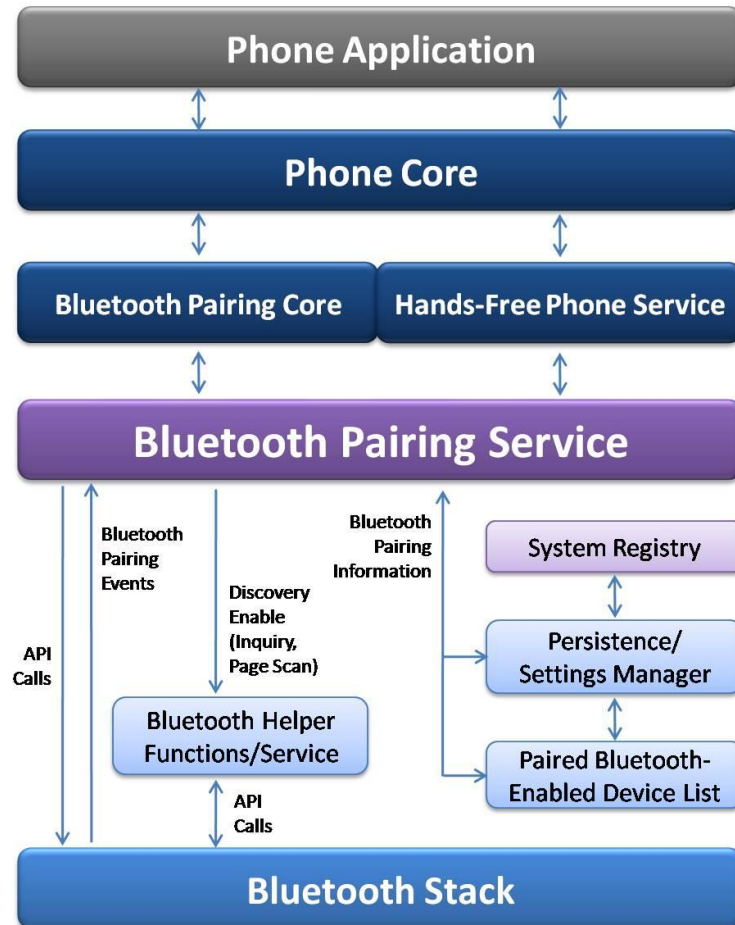 Phone Application
Phone Core
Bluetooth Pairing Core
Hands-Free Phone Service
Bluetooth Pairing Service
API
Calls
Bluetooth
Pairing
Events
Discovery
Enable
(Inquiry,
Page Scan)
Bluetooth Helper
Functions/Service
API
Calls
Bluetooth
Pairing
Information
System Registry
Persistence/
Settings Manager
Paired Bluetooth-
Enabled Device List
Bluetooth Stack